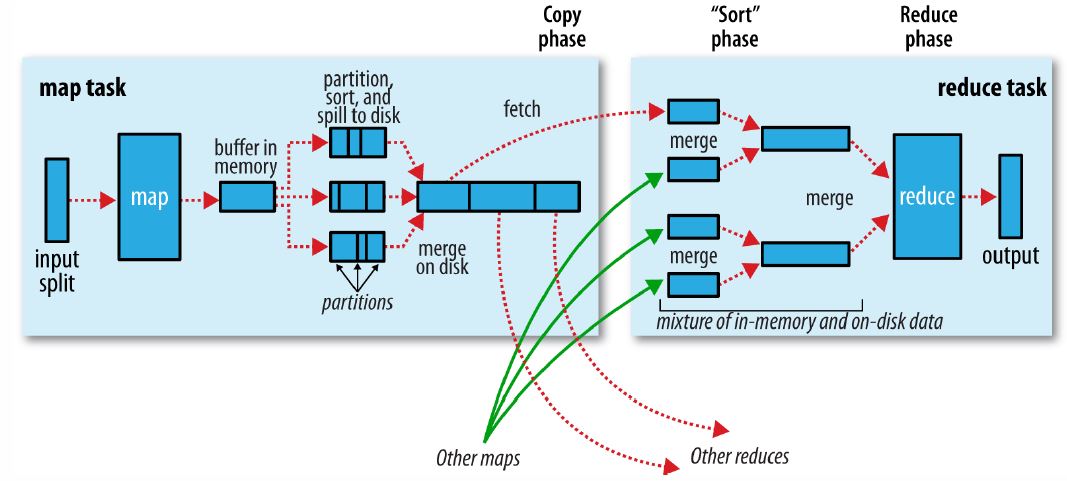 Copy
phase
“Sort”
phase
Reduce
phase
map task
reduce task
partition,
sort, and
spill to disk
fetch
buffer in
memory
map
merge
merge
reduce
input
split
merge
on disk
merge
output
partitions
mixture of in-memory and on-disk data
Other maps
Other reduces